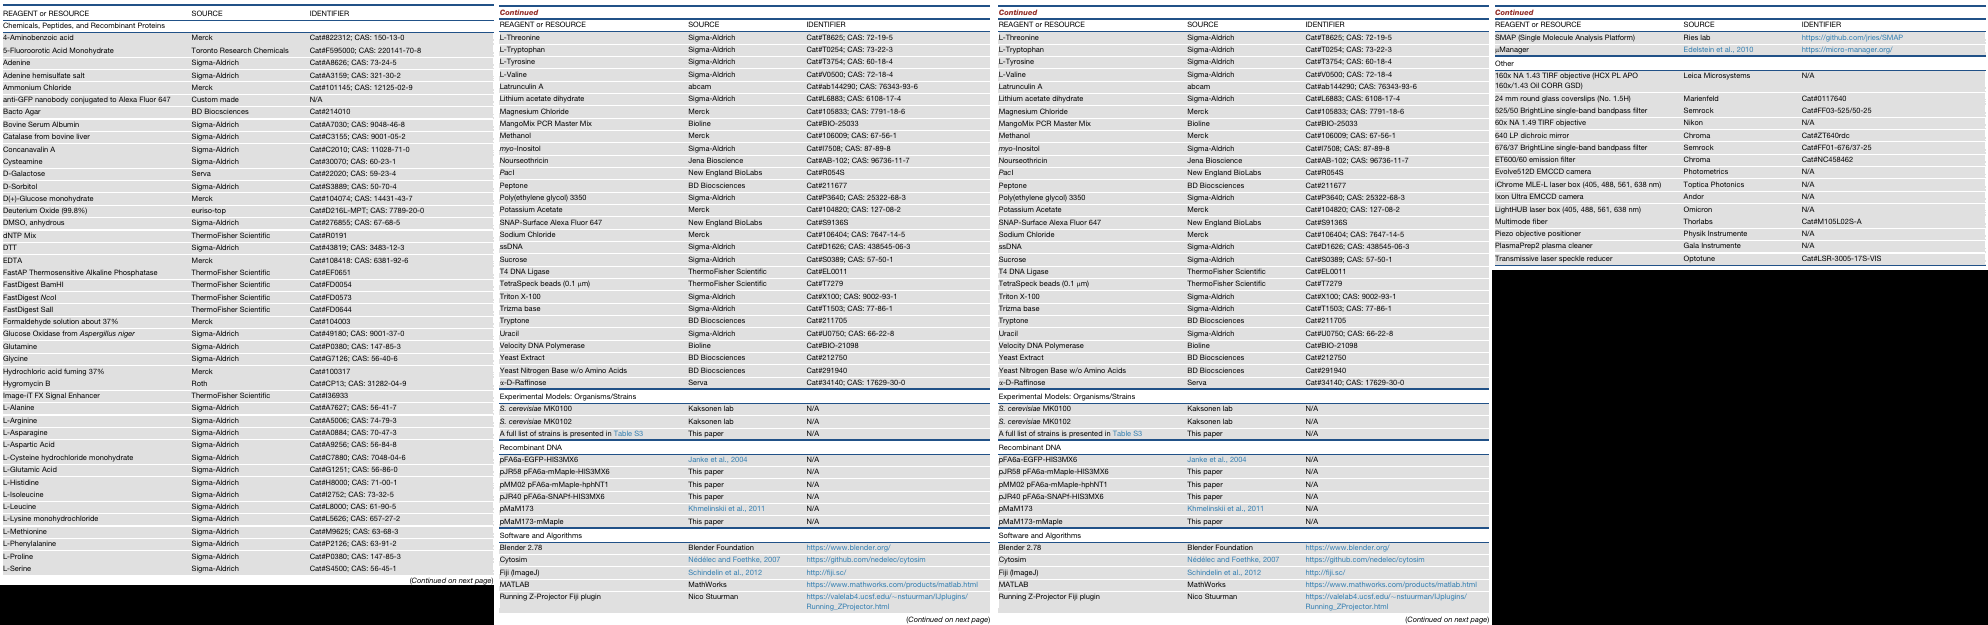 REAGENT or RESOURCE SOURCE IDENTIFIER
Chemicals, Peptides, and Recombinant Proteins
4-Aminobenzoic acid Merck Cat#822312; CAS: 150-13-0
5-Fluoroorotic Acid Monohydrate Toronto Research Chemicals Cat#F595000; CAS: 220141-70-8
Adenine Sigma-Aldrich Cat#A8626; CAS: 73-24-5
Adenine hemisulfate salt Sigma-Aldrich Cat#A3159; CAS: 321-30-2
Ammonium Chloride Merck Cat#101145; CAS: 12125-02-9
anti-GFP nanobody conjugated to Alexa Fluor 647 Custom made N/A
Bacto Agar BD Biosciences Cat#214010
Bovine Serum Albumin Sigma-Aldrich Cat#A7030; CAS: 9048-46-8
Catalase from bovine liver Sigma-Aldrich Cat#C3155; CAS: 9001-05-2
Concanavalin A Sigma-Aldrich Cat#C2010; CAS: 11028-71-0
Cysteamine Sigma-Aldrich Cat#30070; CAS: 60-23-1
D-Galactose Serva Cat#22020; CAS: 59-23-4
D-Sorbitol Sigma-Aldrich Cat#S3889; CAS: 50-70-4
D(+)-Glucose monohydrate Merck Cat#104074; CAS: 14431-43-7
Deuterium Oxide (99.8%) euriso-top Cat#D216L-MPT; CAS: 7789-20-0
DMSO, anhydrous Sigma-Aldrich Cat#276855; CAS: 67-68-5
dNTP Mix ThermoFisher Scientific Cat#R0191
DTT Sigma-Aldrich Cat#43819; CAS: 3483-12-3
EDTA Merck Cat#108418; CAS: 6381-92-6
FastAP Thermosensitive Alkaline Phosphatase ThermoFisher Scientific Cat#EF0651
FastDigest BamHI ThermoFisher Scientific Cat#FD0054
FastDigest NcoI ThermoFisher Scientific Cat#FD0573
FastDigest SalI ThermoFisher Scientific Cat#FD0644
Formaldehyde solution about 37% Merck Cat#104003
Glucose Oxidase from Aspergillus niger Sigma-Aldrich Cat#49180; CAS: 9001-37-0
Glutamine Sigma-Aldrich Cat#P0380; CAS: 147-85-3
Glycine Sigma-Aldrich Cat#G7126; CAS: 56-40-6
Hydrochloric acid fuming 37% Merck Cat#100317
Hygromycin B Roth Cat#CP13; CAS: 31282-04-9
Image-iT FX Signal Enhancer ThermoFisher Scientific Cat#I36933
L-Alanine Sigma-Aldrich Cat#A7627; CAS: 56-41-7
L-Arginine Sigma-Aldrich Cat#A5006; CAS: 74-79-3
L-Asparagine Sigma-Aldrich Cat#A0884; CAS: 70-47-3
L-Aspartic Acid Sigma-Aldrich Cat#A9256; CAS: 56-84-8
L-Cysteine hydrochloride monohydrate Sigma-Aldrich Cat#C7880; CAS: 7048-04-6
L-Glutamic Acid Sigma-Aldrich Cat#G1251; CAS: 56-86-0
L-Histidine Sigma-Aldrich Cat#H8000; CAS: 71-00-1
L-Isoleucine Sigma-Aldrich Cat#I2752; CAS: 73-32-5
L-Leucine Sigma-Aldrich Cat#L8000; CAS: 61-90-5
L-Lysine monohydrochloride Sigma-Aldrich Cat#L5626; CAS: 657-27-2
L-Methionine Sigma-Aldrich Cat#M9625; CAS: 63-68-3
L-Phenylalanine Sigma-Aldrich Cat#P2126; CAS: 63-91-2
L-Proline Sigma-Aldrich Cat#P0380; CAS: 147-85-3
L-Serine Sigma-Aldrich Cat#S4500; CAS: 56-45-1
(Continued on next page)
Continued
REAGENT or RESOURCE SOURCE IDENTIFIER
L-Threonine Sigma-Aldrich Cat#T8625; CAS: 72-19-5
L-Tryptophan Sigma-Aldrich Cat#T0254; CAS: 73-22-3
L-Tyrosine Sigma-Aldrich Cat#T3754; CAS: 60-18-4
L-Valine Sigma-Aldrich Cat#V0500; CAS: 72-18-4
Latrunculin A abcam Cat#ab144290; CAS: 76343-93-6
Lithium acetate dihydrate Sigma-Aldrich Cat#L6883; CAS: 6108-17-4
Magnesium Chloride Merck Cat#105833; CAS: 7791-18-6
MangoMix PCR Master Mix Bioline Cat#BIO-25033
Methanol Merck Cat#106009; CAS: 67-56-1
myo-Inositol Sigma-Aldrich Cat#I7508; CAS: 87-89-8
Nourseothricin Jena Bioscience Cat#AB-102; CAS: 96736-11-7
PacI New England BioLabs Cat#R054S
Peptone BD Biocsciences Cat#211677
Poly(ethylene glycol) 3350 Sigma-Aldrich Cat#P3640; CAS: 25322-68-3
Potassium Acetate Merck Cat#104820; CAS: 127-08-2
SNAP-Surface Alexa Fluor 647 New England BioLabs Cat#S9136S
Sodium Chloride Merck Cat#106404; CAS: 7647-14-5
ssDNA Sigma-Aldrich Cat#D1626; CAS: 438545-06-3
Sucrose Sigma-Aldrich Cat#S0389; CAS: 57-50-1
T4 DNA Ligase ThermoFisher Scientific Cat#EL0011
TetraSpeck beads (0.1 μm) ThermoFisher Scientific Cat#T7279
Triton X-100 Sigma-Aldrich Cat#X100; CAS: 9002-93-1
Trizma base Sigma-Aldrich Cat#T1503; CAS: 77-86-1
Tryptone BD Biocsciences Cat#211705
Uracil Sigma-Aldrich Cat#U0750; CAS: 66-22-8
Velocity DNA Polymerase Bioline Cat#BIO-21098
Yeast Extract BD Biocsciences Cat#212750
Yeast Nitrogen Base w/o Amino Acids BD Biocsciences Cat#291940
α-D-Raffinose Serva Cat#34140; CAS: 17629-30-0
Experimental Models: Organisms/Strains
S. cerevisiae MK0100 Kaksonen lab N/A
S. cerevisiae MK0102 Kaksonen lab N/A
A full list of strains is presented in Table S3 This paper N/A
Recombinant DNA
pFA6a-EGFP-HIS3MX6 Janke et al., 2004 N/A
pJR58 pFA6a-mMaple-HIS3MX6 This paper N/A
pMM02 pFA6a-mMaple-hphNT1 This paper N/A
pJR40 pFA6a-SNAPf-HIS3MX6 This paper N/A
pMaM173 Khmelinskii et al., 2011 N/A
pMaM173-mMaple This paper N/A
Software and Algorithms
Blender 2.78 Blender Foundation https://www.blender.org/
Cytosim Nédélec and Foethke, 2007 https://github.com/nedelec/cytosim
Fiji (ImageJ) Schindelin et al., 2012 http://fiji.sc/
MATLAB MathWorks https://www.mathworks.com/products/matlab.html
Running Z-Projector Fiji plugin Nico Stuurman https://valelab4.ucsf.edu/~nstuurman/IJplugins/
Running_ZProjector.html
(Continued on next page)
Continued
REAGENT or RESOURCE SOURCE IDENTIFIER
L-Threonine Sigma-Aldrich Cat#T8625; CAS: 72-19-5
L-Tryptophan Sigma-Aldrich Cat#T0254; CAS: 73-22-3
L-Tyrosine Sigma-Aldrich Cat#T3754; CAS: 60-18-4
L-Valine Sigma-Aldrich Cat#V0500; CAS: 72-18-4
Latrunculin A abcam Cat#ab144290; CAS: 76343-93-6
Lithium acetate dihydrate Sigma-Aldrich Cat#L6883; CAS: 6108-17-4
Magnesium Chloride Merck Cat#105833; CAS: 7791-18-6
MangoMix PCR Master Mix Bioline Cat#BIO-25033
Methanol Merck Cat#106009; CAS: 67-56-1
myo-Inositol Sigma-Aldrich Cat#I7508; CAS: 87-89-8
Nourseothricin Jena Bioscience Cat#AB-102; CAS: 96736-11-7
PacI New England BioLabs Cat#R054S
Peptone BD Biocsciences Cat#211677
Poly(ethylene glycol) 3350 Sigma-Aldrich Cat#P3640; CAS: 25322-68-3
Potassium Acetate Merck Cat#104820; CAS: 127-08-2
SNAP-Surface Alexa Fluor 647 New England BioLabs Cat#S9136S
Sodium Chloride Merck Cat#106404; CAS: 7647-14-5
ssDNA Sigma-Aldrich Cat#D1626; CAS: 438545-06-3
Sucrose Sigma-Aldrich Cat#S0389; CAS: 57-50-1
T4 DNA Ligase ThermoFisher Scientific Cat#EL0011
TetraSpeck beads (0.1 μm) ThermoFisher Scientific Cat#T7279
Triton X-100 Sigma-Aldrich Cat#X100; CAS: 9002-93-1
Trizma base Sigma-Aldrich Cat#T1503; CAS: 77-86-1
Tryptone BD Biocsciences Cat#211705
Uracil Sigma-Aldrich Cat#U0750; CAS: 66-22-8
Velocity DNA Polymerase Bioline Cat#BIO-21098
Yeast Extract BD Biocsciences Cat#212750
Yeast Nitrogen Base w/o Amino Acids BD Biocsciences Cat#291940
α-D-Raffinose Serva Cat#34140; CAS: 17629-30-0
Experimental Models: Organisms/Strains
S. cerevisiae MK0100 Kaksonen lab N/A
S. cerevisiae MK0102 Kaksonen lab N/A
A full list of strains is presented in Table S3 This paper N/A
Recombinant DNA
pFA6a-EGFP-HIS3MX6 Janke et al., 2004 N/A
pJR58 pFA6a-mMaple-HIS3MX6 This paper N/A
pMM02 pFA6a-mMaple-hphNT1 This paper N/A
pJR40 pFA6a-SNAPf-HIS3MX6 This paper N/A
pMaM173 Khmelinskii et al., 2011 N/A
pMaM173-mMaple This paper N/A
Software and Algorithms
Blender 2.78 Blender Foundation https://www.blender.org/
Cytosim Nédélec and Foethke, 2007 https://github.com/nedelec/cytosim
Fiji (ImageJ) Schindelin et al., 2012 http://fiji.sc/
MATLAB MathWorks https://www.mathworks.com/products/matlab.html
Running Z-Projector Fiji plugin Nico Stuurman https://valelab4.ucsf.edu/~nstuurman/IJplugins/
Running_ZProjector.html
(Continued on next page)
Continued
REAGENT or RESOURCE SOURCE IDENTIFIER
SMAP (Single Molecule Analysis Platform) Ries lab https://github.com/jries/SMAP
μManager Edelstein et al., 2010 https://micro-manager.org/
Other
160x NA 1.43 TIRF objective (HCX PL APO Leica Microsystems N/A
160x/1.43 Oil CORR GSD)
24 mm round glass coverslips (No. 1.5H) Marienfeld Cat#0117640
525/50 BrightLine single-band bandpass filter Semrock Cat#FF03-525/50-25
60x NA 1.49 TIRF objective Nikon N/A
640 LP dichroic mirror Chroma Cat#ZT640rdc
676/37 BrightLine single-band bandpass filter Semrock Cat#FF01-676/37-25
ET600/60 emission filter Chroma Cat#NC458462
Evolve512D EMCCD camera Photometrics N/A
iChrome MLE-L laser box (405, 488, 561, 638 nm) Toptica Photonics N/A
Ixon Ultra EMCCD camera Andor N/A
LightHUB laser box (405, 488, 561, 638 nm) Omicron N/A
Multimode fiber Thorlabs Cat#M105L02S-A
Piezo objective positioner Physik Instrumente N/A
PlasmaPrep2 plasma cleaner Gala Instrumente N/A
Transmissive laser speckle reducer Optotune Cat#LSR-3005-17S-VIS